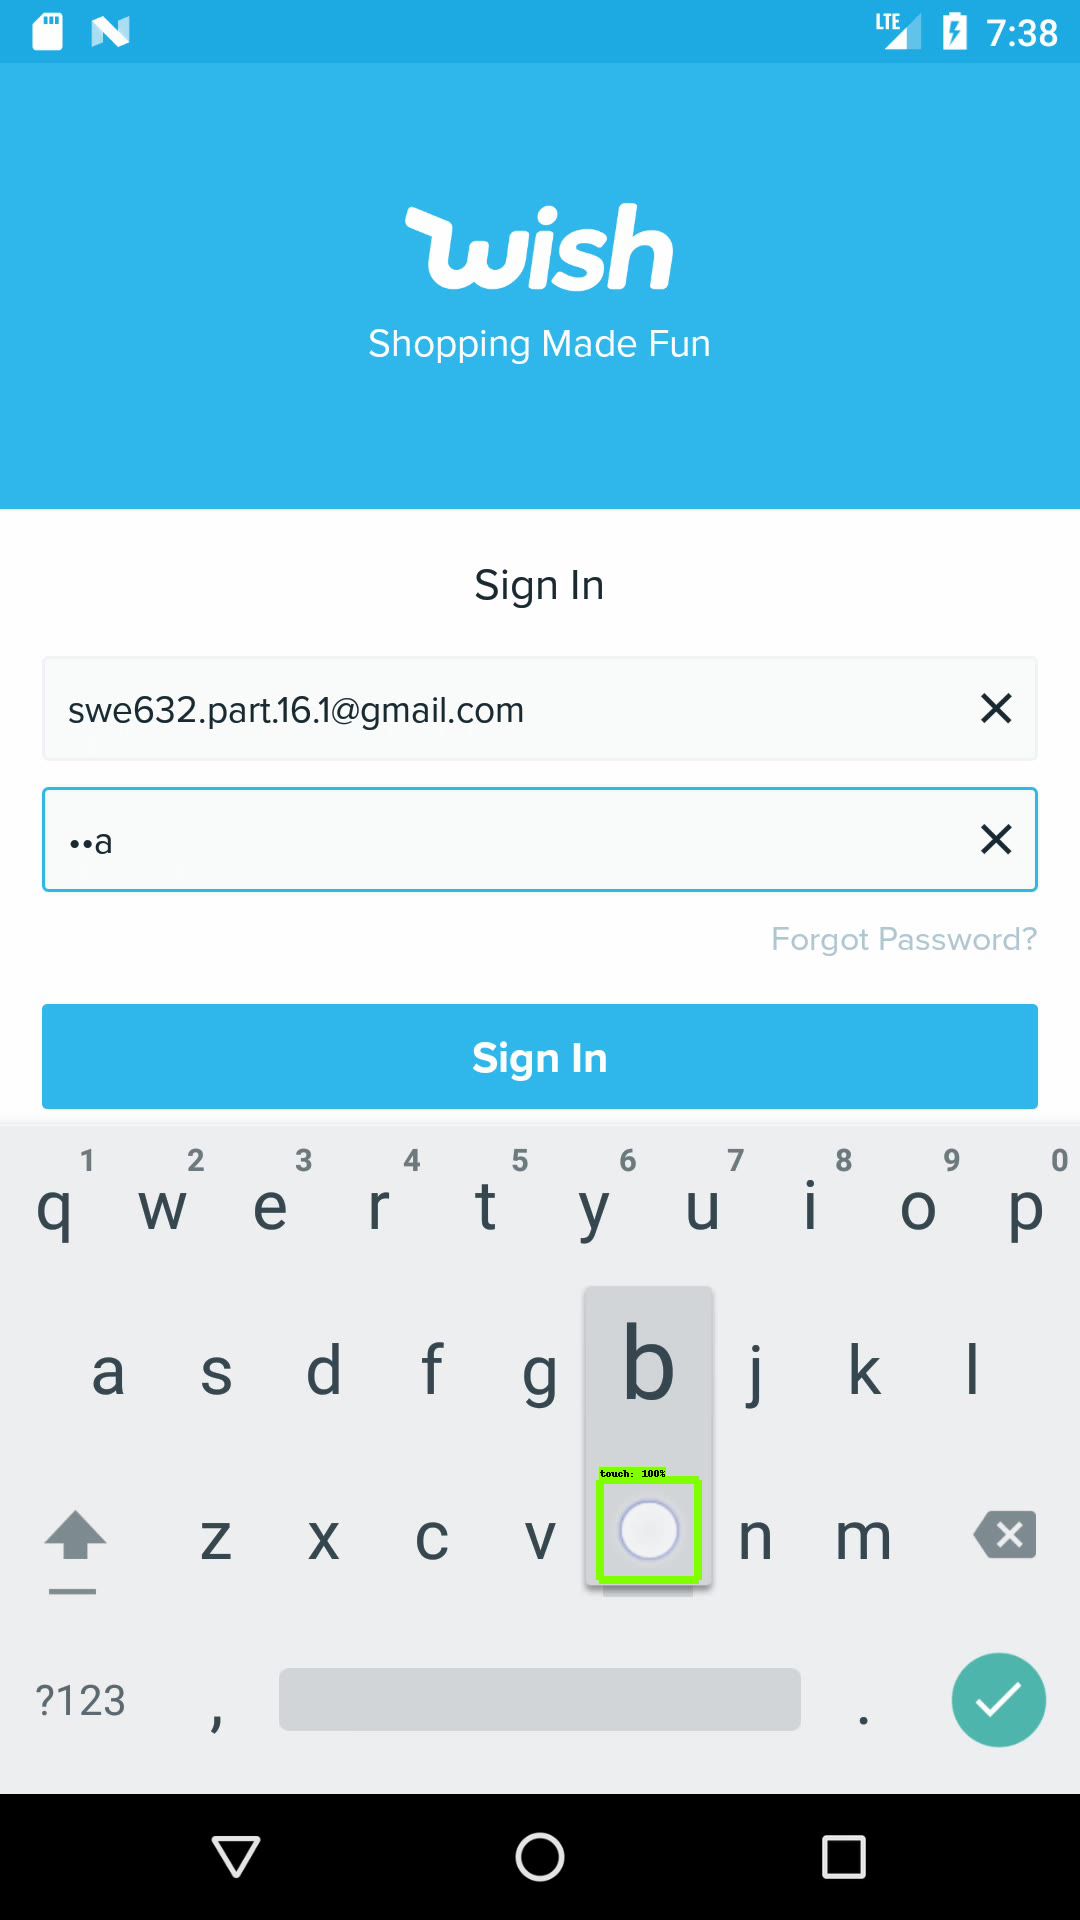 LTE 7:38
wish
Shopping Made Fun
Sign In
swe632.part.16.1@gmail.com
••a
Forgot Password?
Sign In
1 2 3 4 5 6 7 8 9 0
q w e r t y u i o p
a s d f g b j k l
touch: 100%
z x c v n m
?123 , .